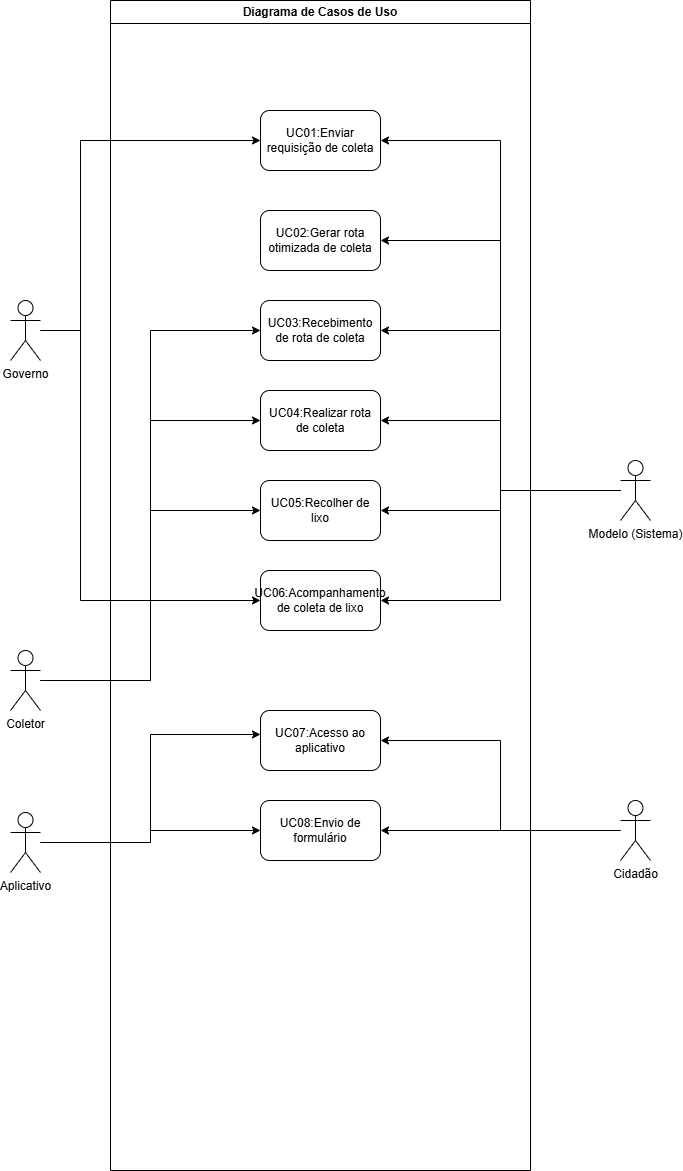 Diagrama de Casos de Uso
UC01:Enviar
requisição de coleta
UC02:Gerar rota
otimizada de coleta
UC03:Recebimento
de rota de coleta
Governo
UC04:Realizar rota
de coleta
UC05:Recolher de
lixo
Modelo (Sistema)
UC06:Acompanhamento
de coleta de lixo
Coletor
UC07:Acesso ao
aplicativo
UC08:Envio de
formulário
Cidadão
Aplicativo